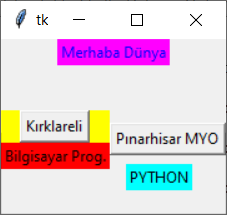 tk
Merhaba Dünya
Kırklareli
Pınarhisar MYO
Bilgisayar Prog.
PYTHON